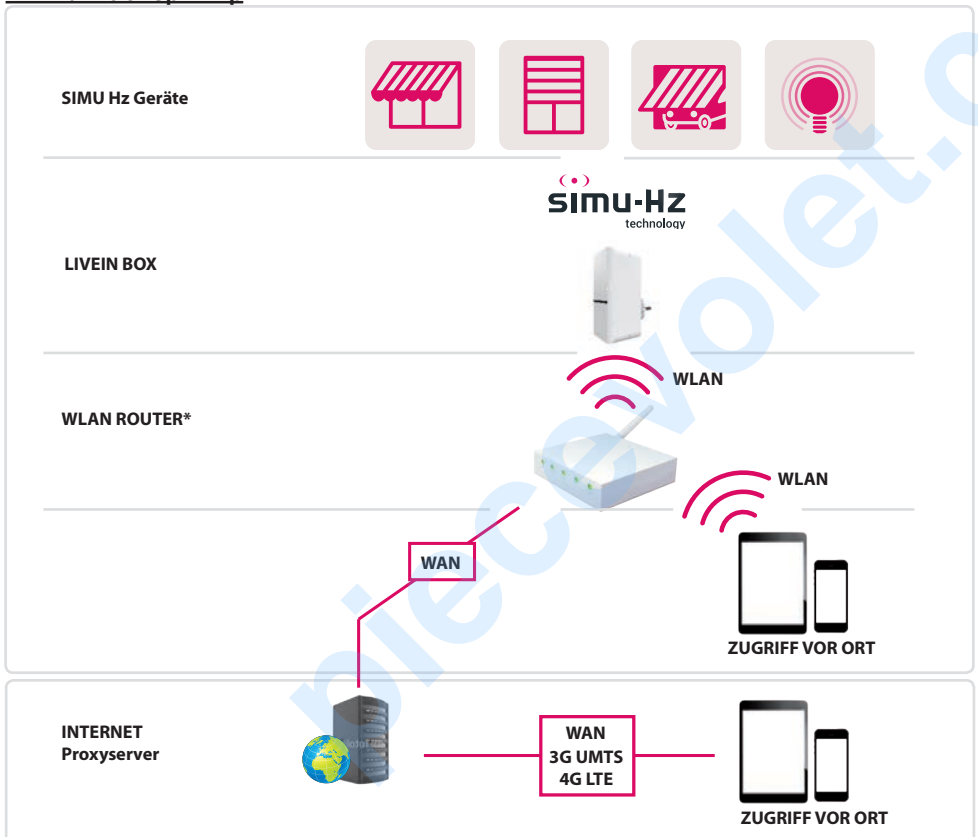 SIMU Hz Geräte
simu-Hz
technology
LIVEIN BOX
WLAN
WLAN ROUTER*
WLAN
WAN
ZUGRIFF VOR ORT
INTERNET
Proxyserver
WAN
3G UMTS
4G LTE
ZUGRIFF VOR ORT
piecevolet.c